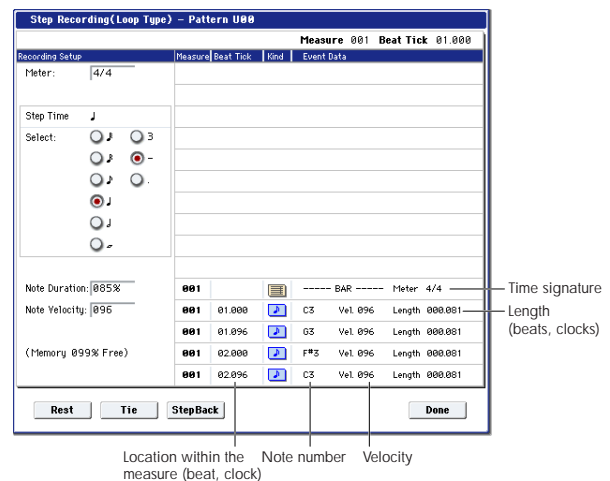 Step Recording(Loop Type) – Pattern U00
Measure 001 Beat Tick 01.000
Recording Setup
Measure Beat Tick Kind Event Data
Meter: 4/4
Step Time
Select:
3
–
.
Note Duration: 085%
Note Velocity: 096
(Memory 099% Free)
001 ----- BAR ----- Meter 4/4
001 01.000 C3 Vel. 096 Length 000.081
001 01.096 G3 Vel. 096 Length 000.081
001 02.000 F#3 Vel. 096 Length 000.081
001 02.096 C3 Vel. 096 Length 000.081
Time signature
Length
(beats, clocks)
Rest Tie StepBack Done
Location within the
measure (beat, clock)
Note number
Velocity